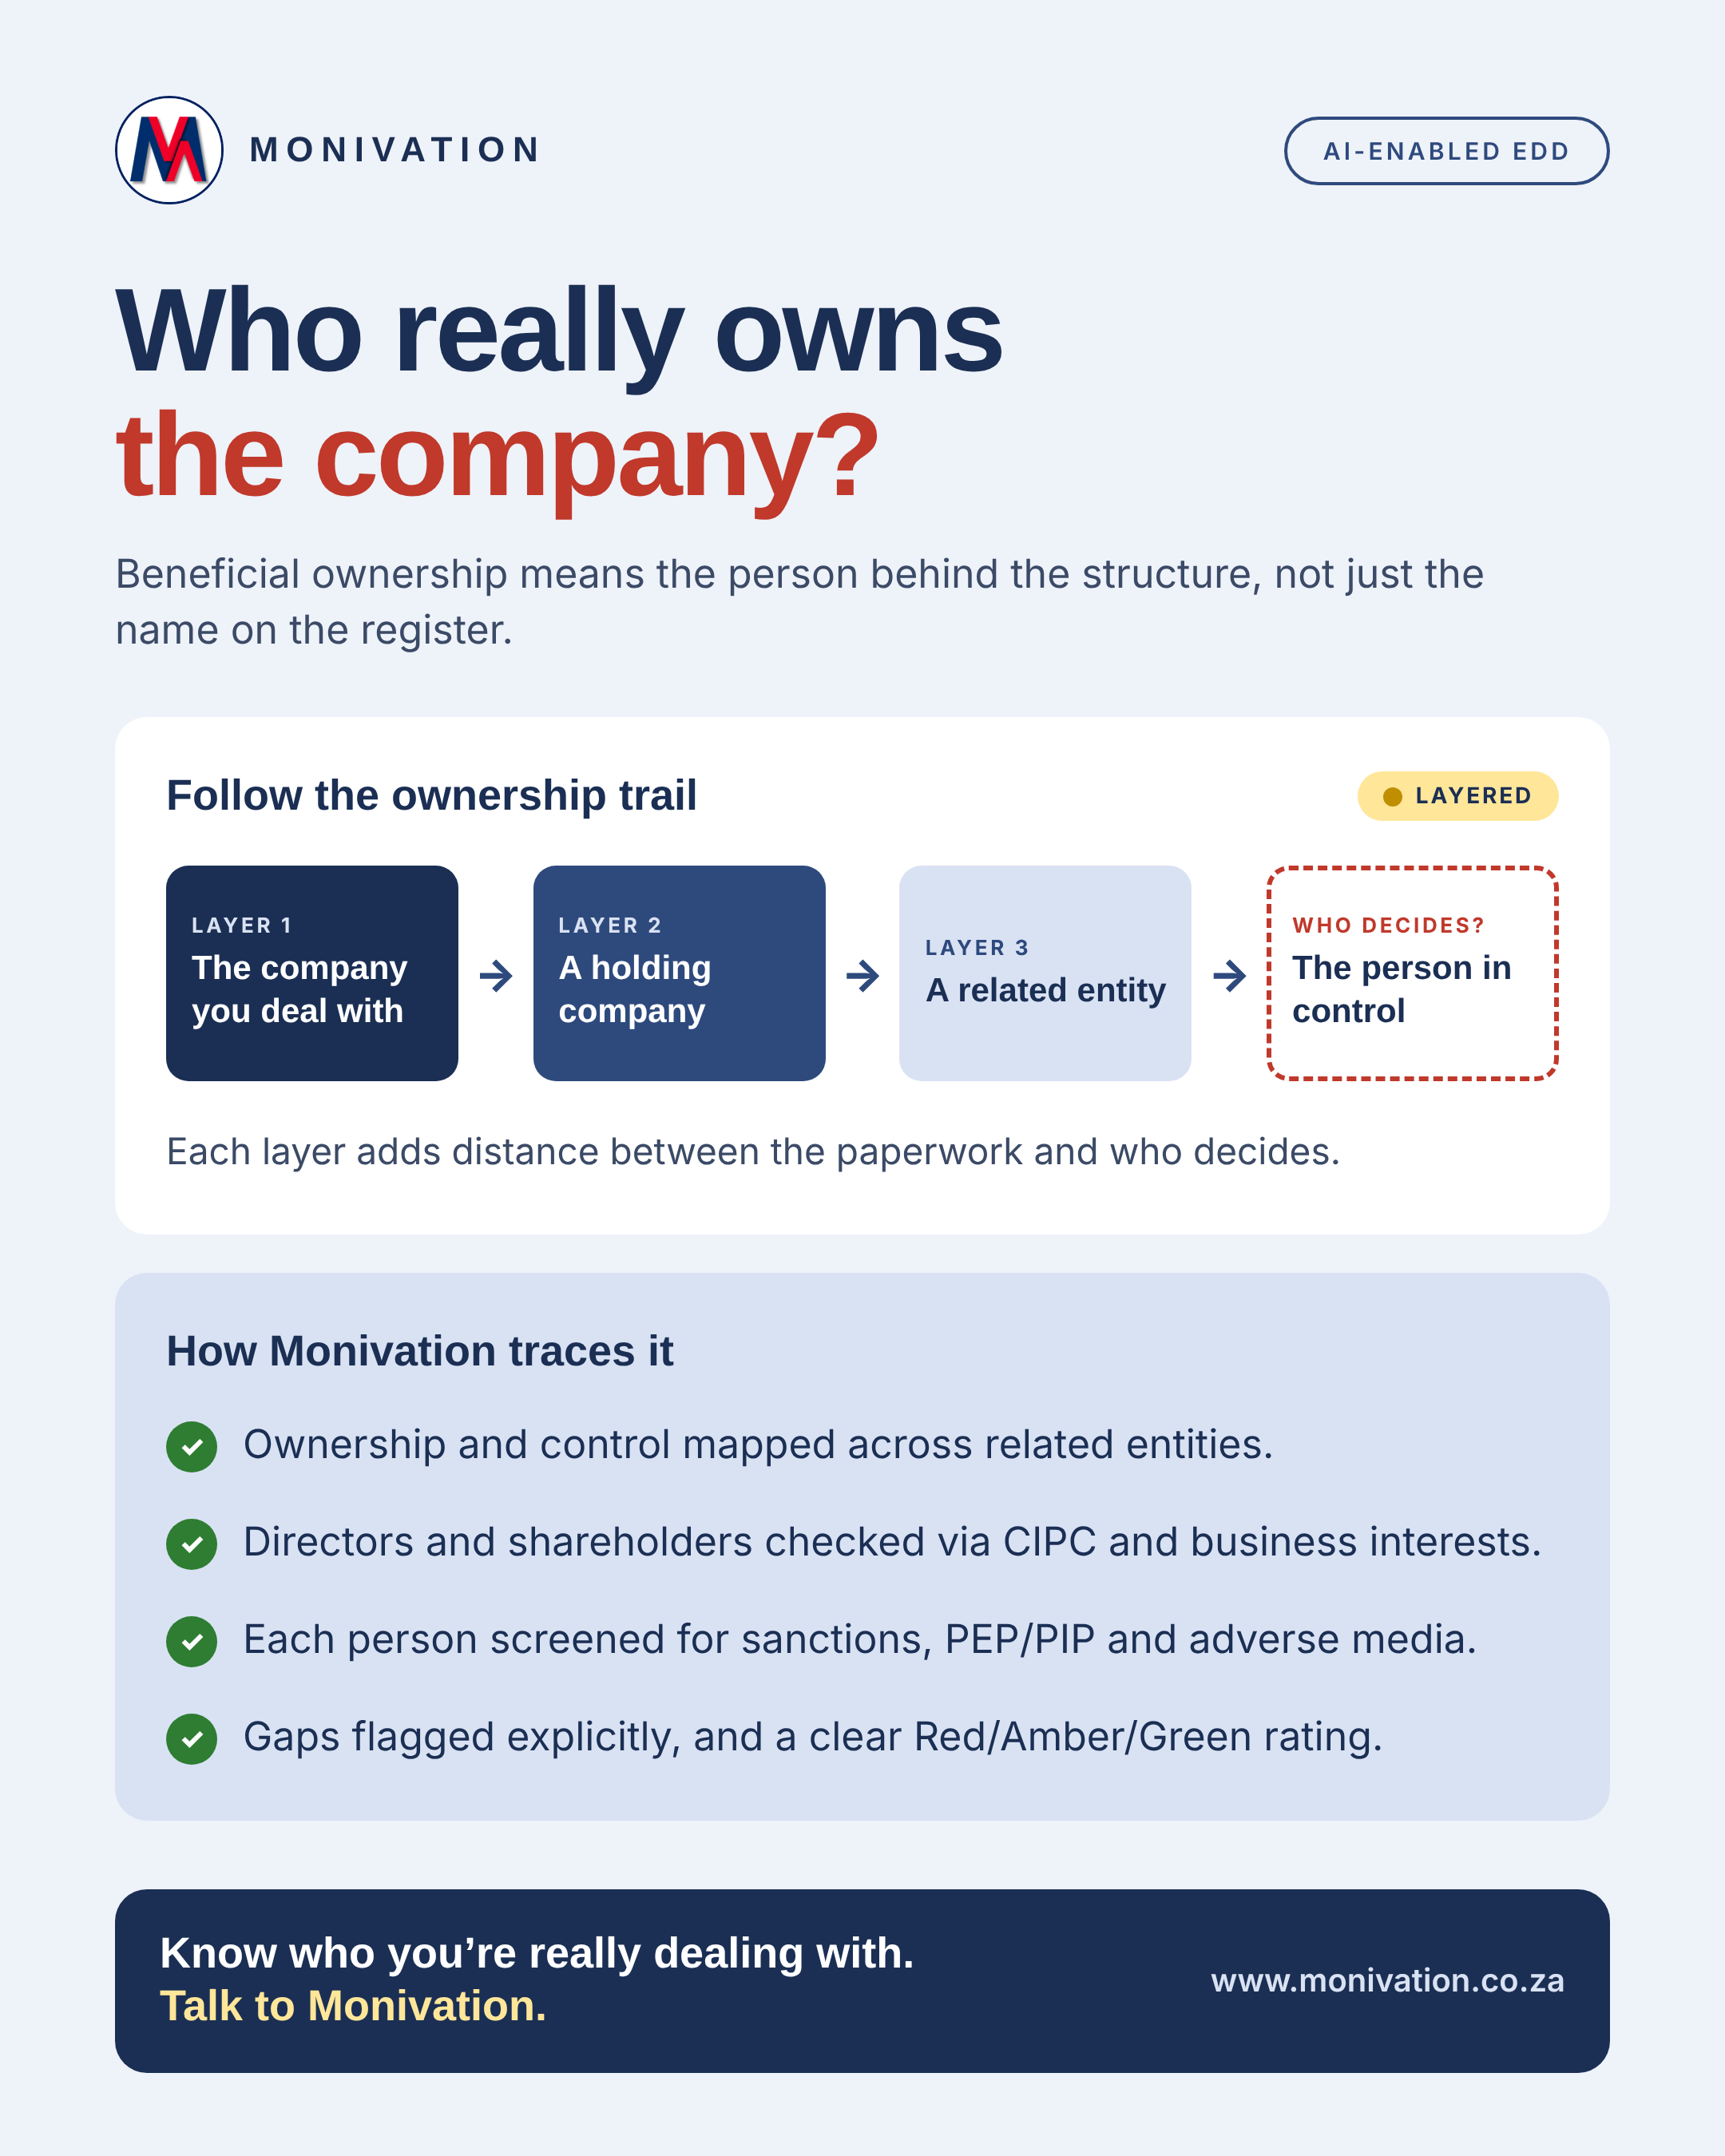 MONIVATION
AI-ENABLED EDD
Who really owns
the company?
Beneficial ownership means the person behind the structure, not just the
name on the register.
Follow the ownership trail
LAYERED
LAYER 1
The company
you deal with
LAYER 2
A holding
company
LAYER 3
A related entity
WHO DECIDES?
The person in
control
Each layer adds distance between the paperwork and who decides.
How Monivation traces it
Ownership and control mapped across related entities.
Directors and shareholders checked via CIPC and business interests.
Each person screened for sanctions, PEP/PIP and adverse media.
Gaps flagged explicitly, and a clear Red/Amber/Green rating.
Know who you’re really dealing with.
Talk to Monivation.
www.monivation.co.za